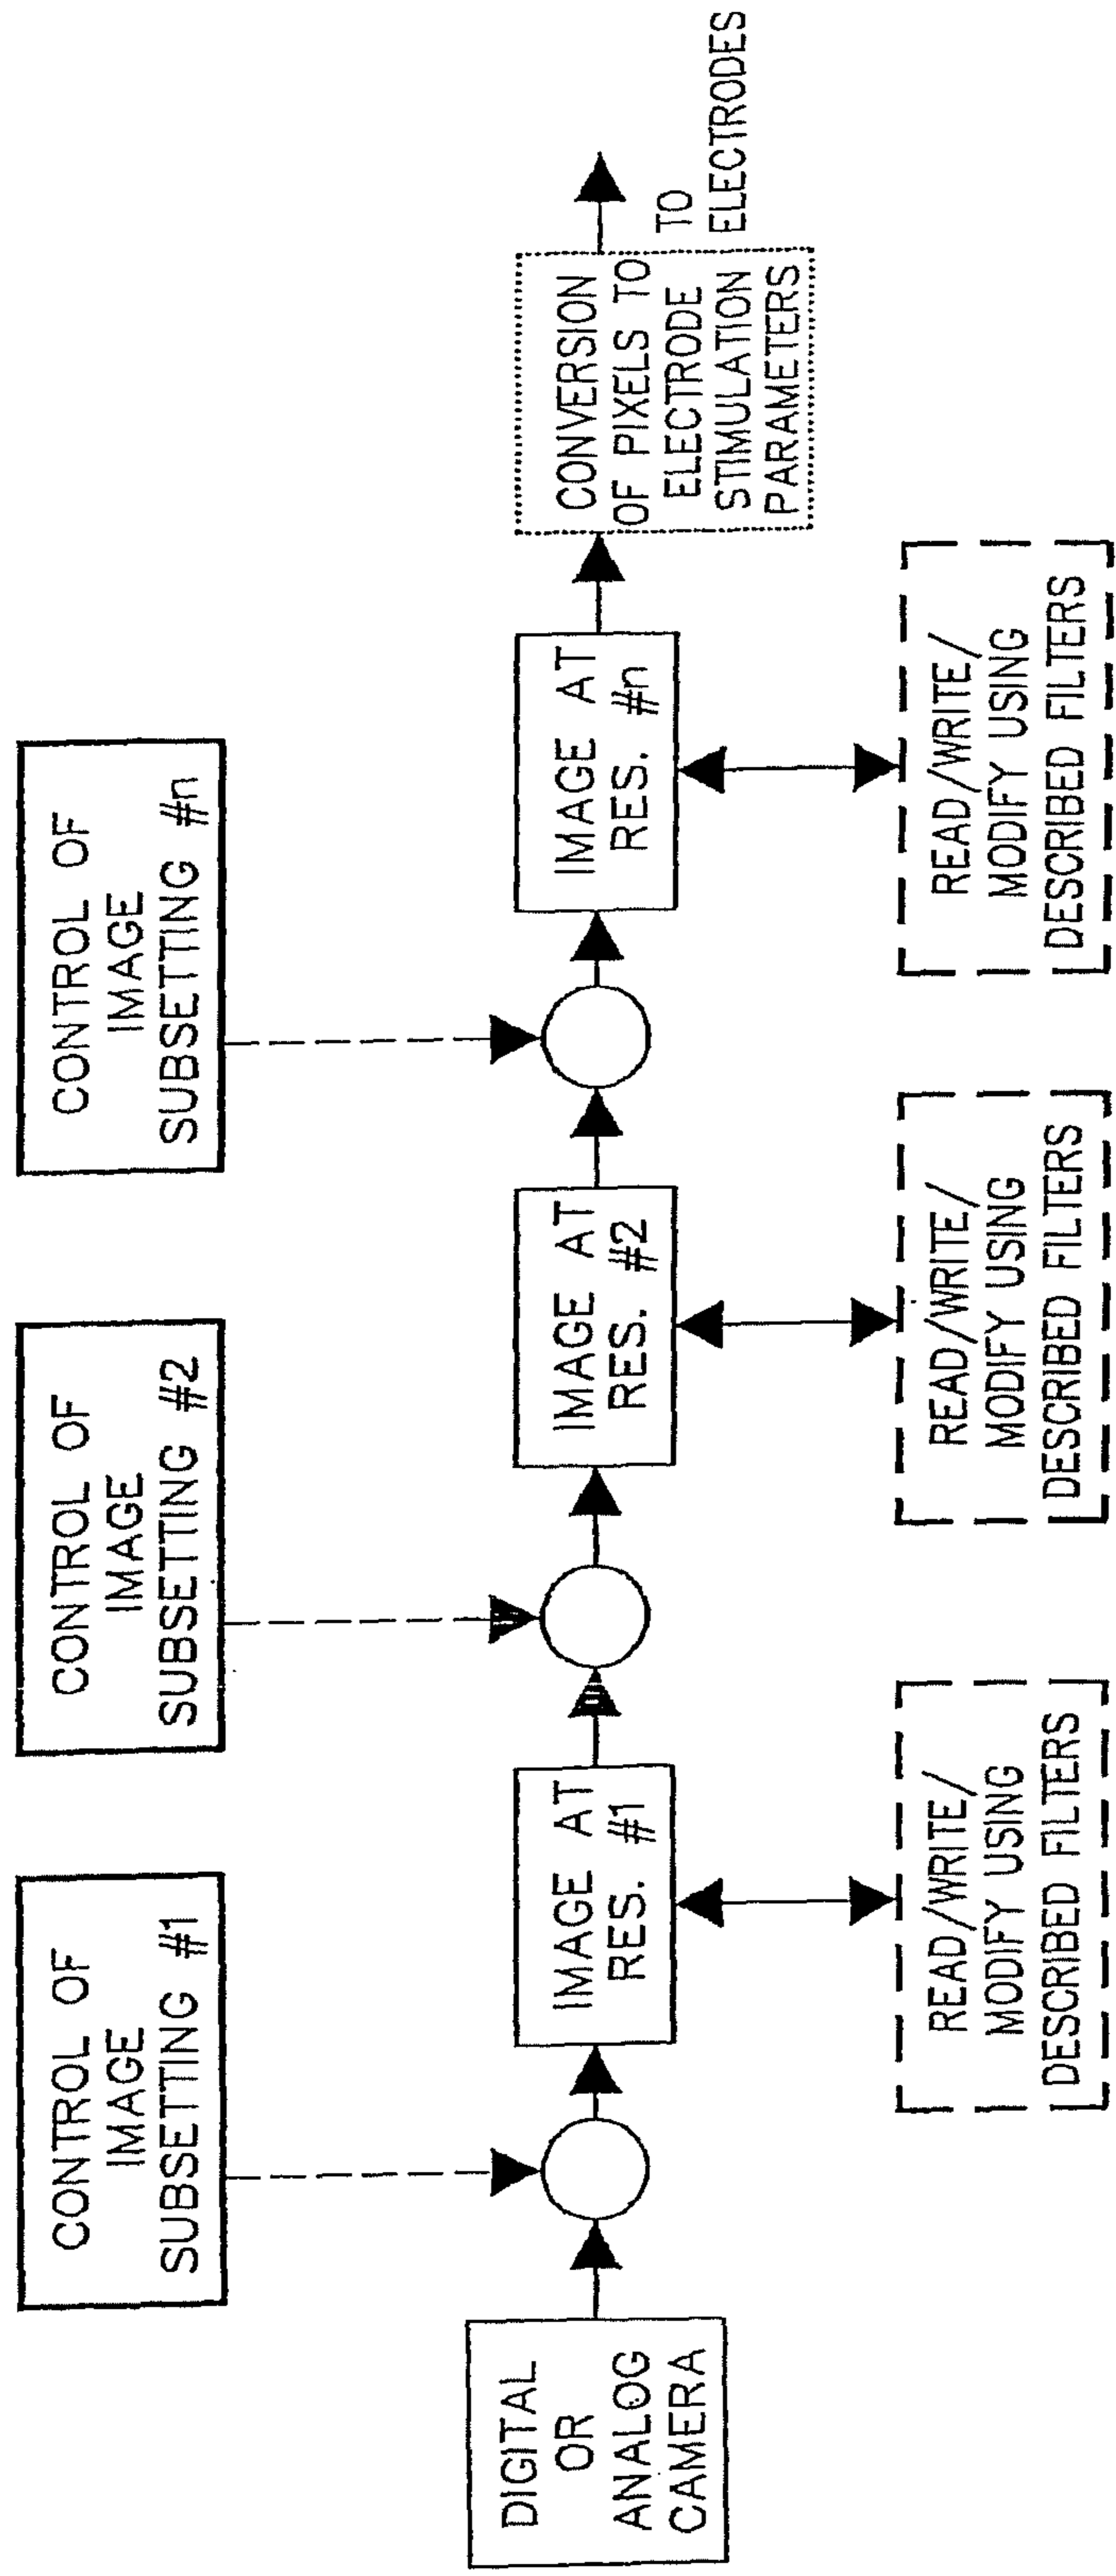 CONTROL OF
IMAGE
SUBSETTING #1
CONTROL OF
IMAGE
SUBSETTING #2
CONTROL OF
IMAGE
SUBSETTING #n
DIGITAL
OR
ANALOG
CAMERA
IMAGE AT
RES. #1
IMAGE AT
RES. #2
IMAGE AT
RES. #n
CONVERSION
OF PIXELS TO
ELECTRODE
STIMULATION
PARAMETERS
TO
ELECTRODES
READ/WRITE/
MODIFY USING
DESCRIBED FILTERS
READ/WRITE/
MODIFY USING
DESCRIBED FILTERS
READ/WRITE/
MODIFY USING
DESCRIBED FILTERS